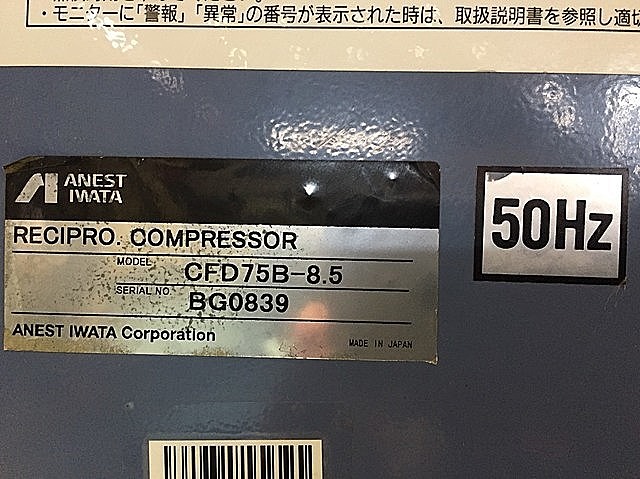 ・モニターに「警報」「異常」の番号が表示された時は、取扱説明書を参照し適切
ANEST
IWATA
50Hz
RECIPRO. COMPRESSOR
MODEL CFD75B-8.5
SERIAL NO BG0839
ANEST IWATA Corporation
MADE IN JAPAN